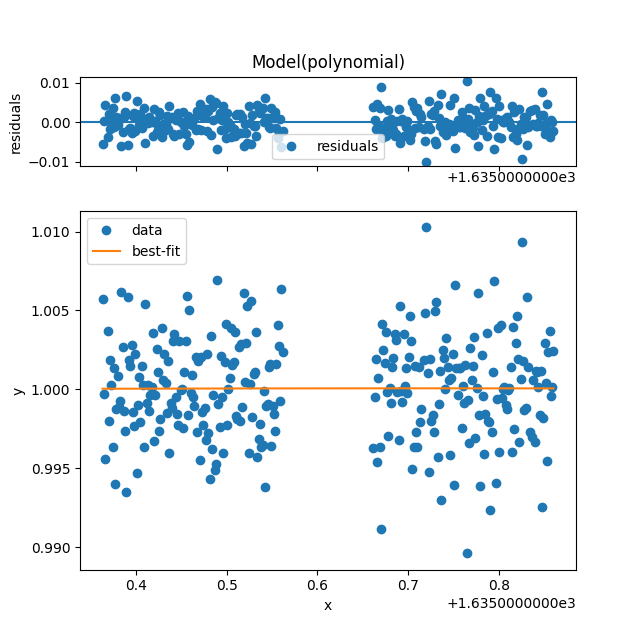 Model(polynomial)
0.01
0.00
−0.01
residuals
residuals
+1.6350000000e3
1.010
1.005
1.000
0.995
0.990
y
data
best-fit
0.4
0.5
0.6
0.7
0.8
x
+1.6350000000e3